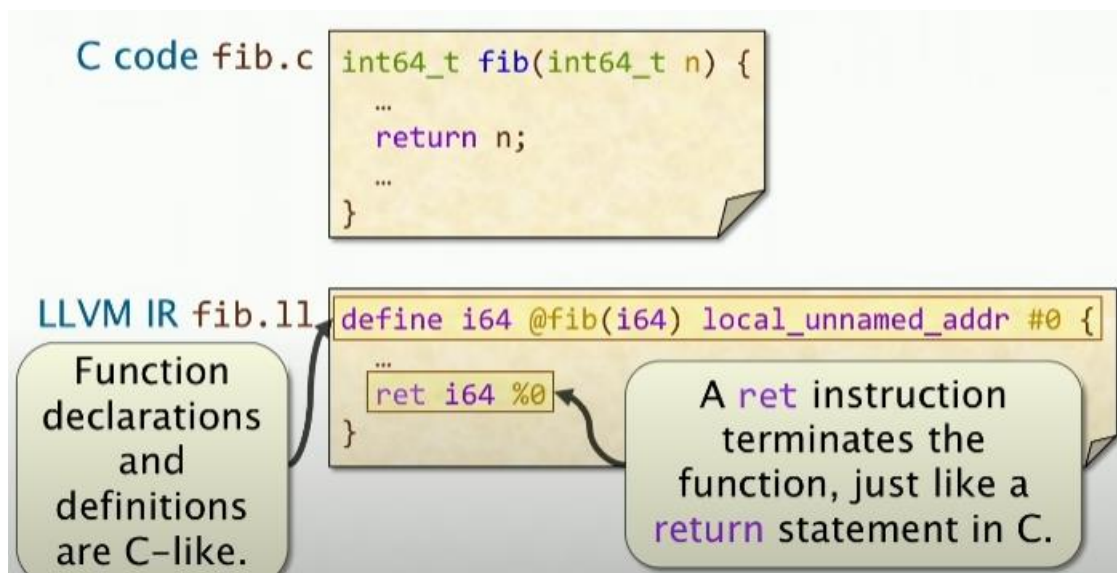 C code fib.c
int64_t fib(int64_t n) {
…
return n;
…
}
LLVM IR fib.ll
define i64 @fib(i64) local_unnamed_addr #0 {
…
ret i64 %0
}
Function
declarations
and
definitions
are C-like.
A ret instruction
terminates the
function, just like a
return statement in C.